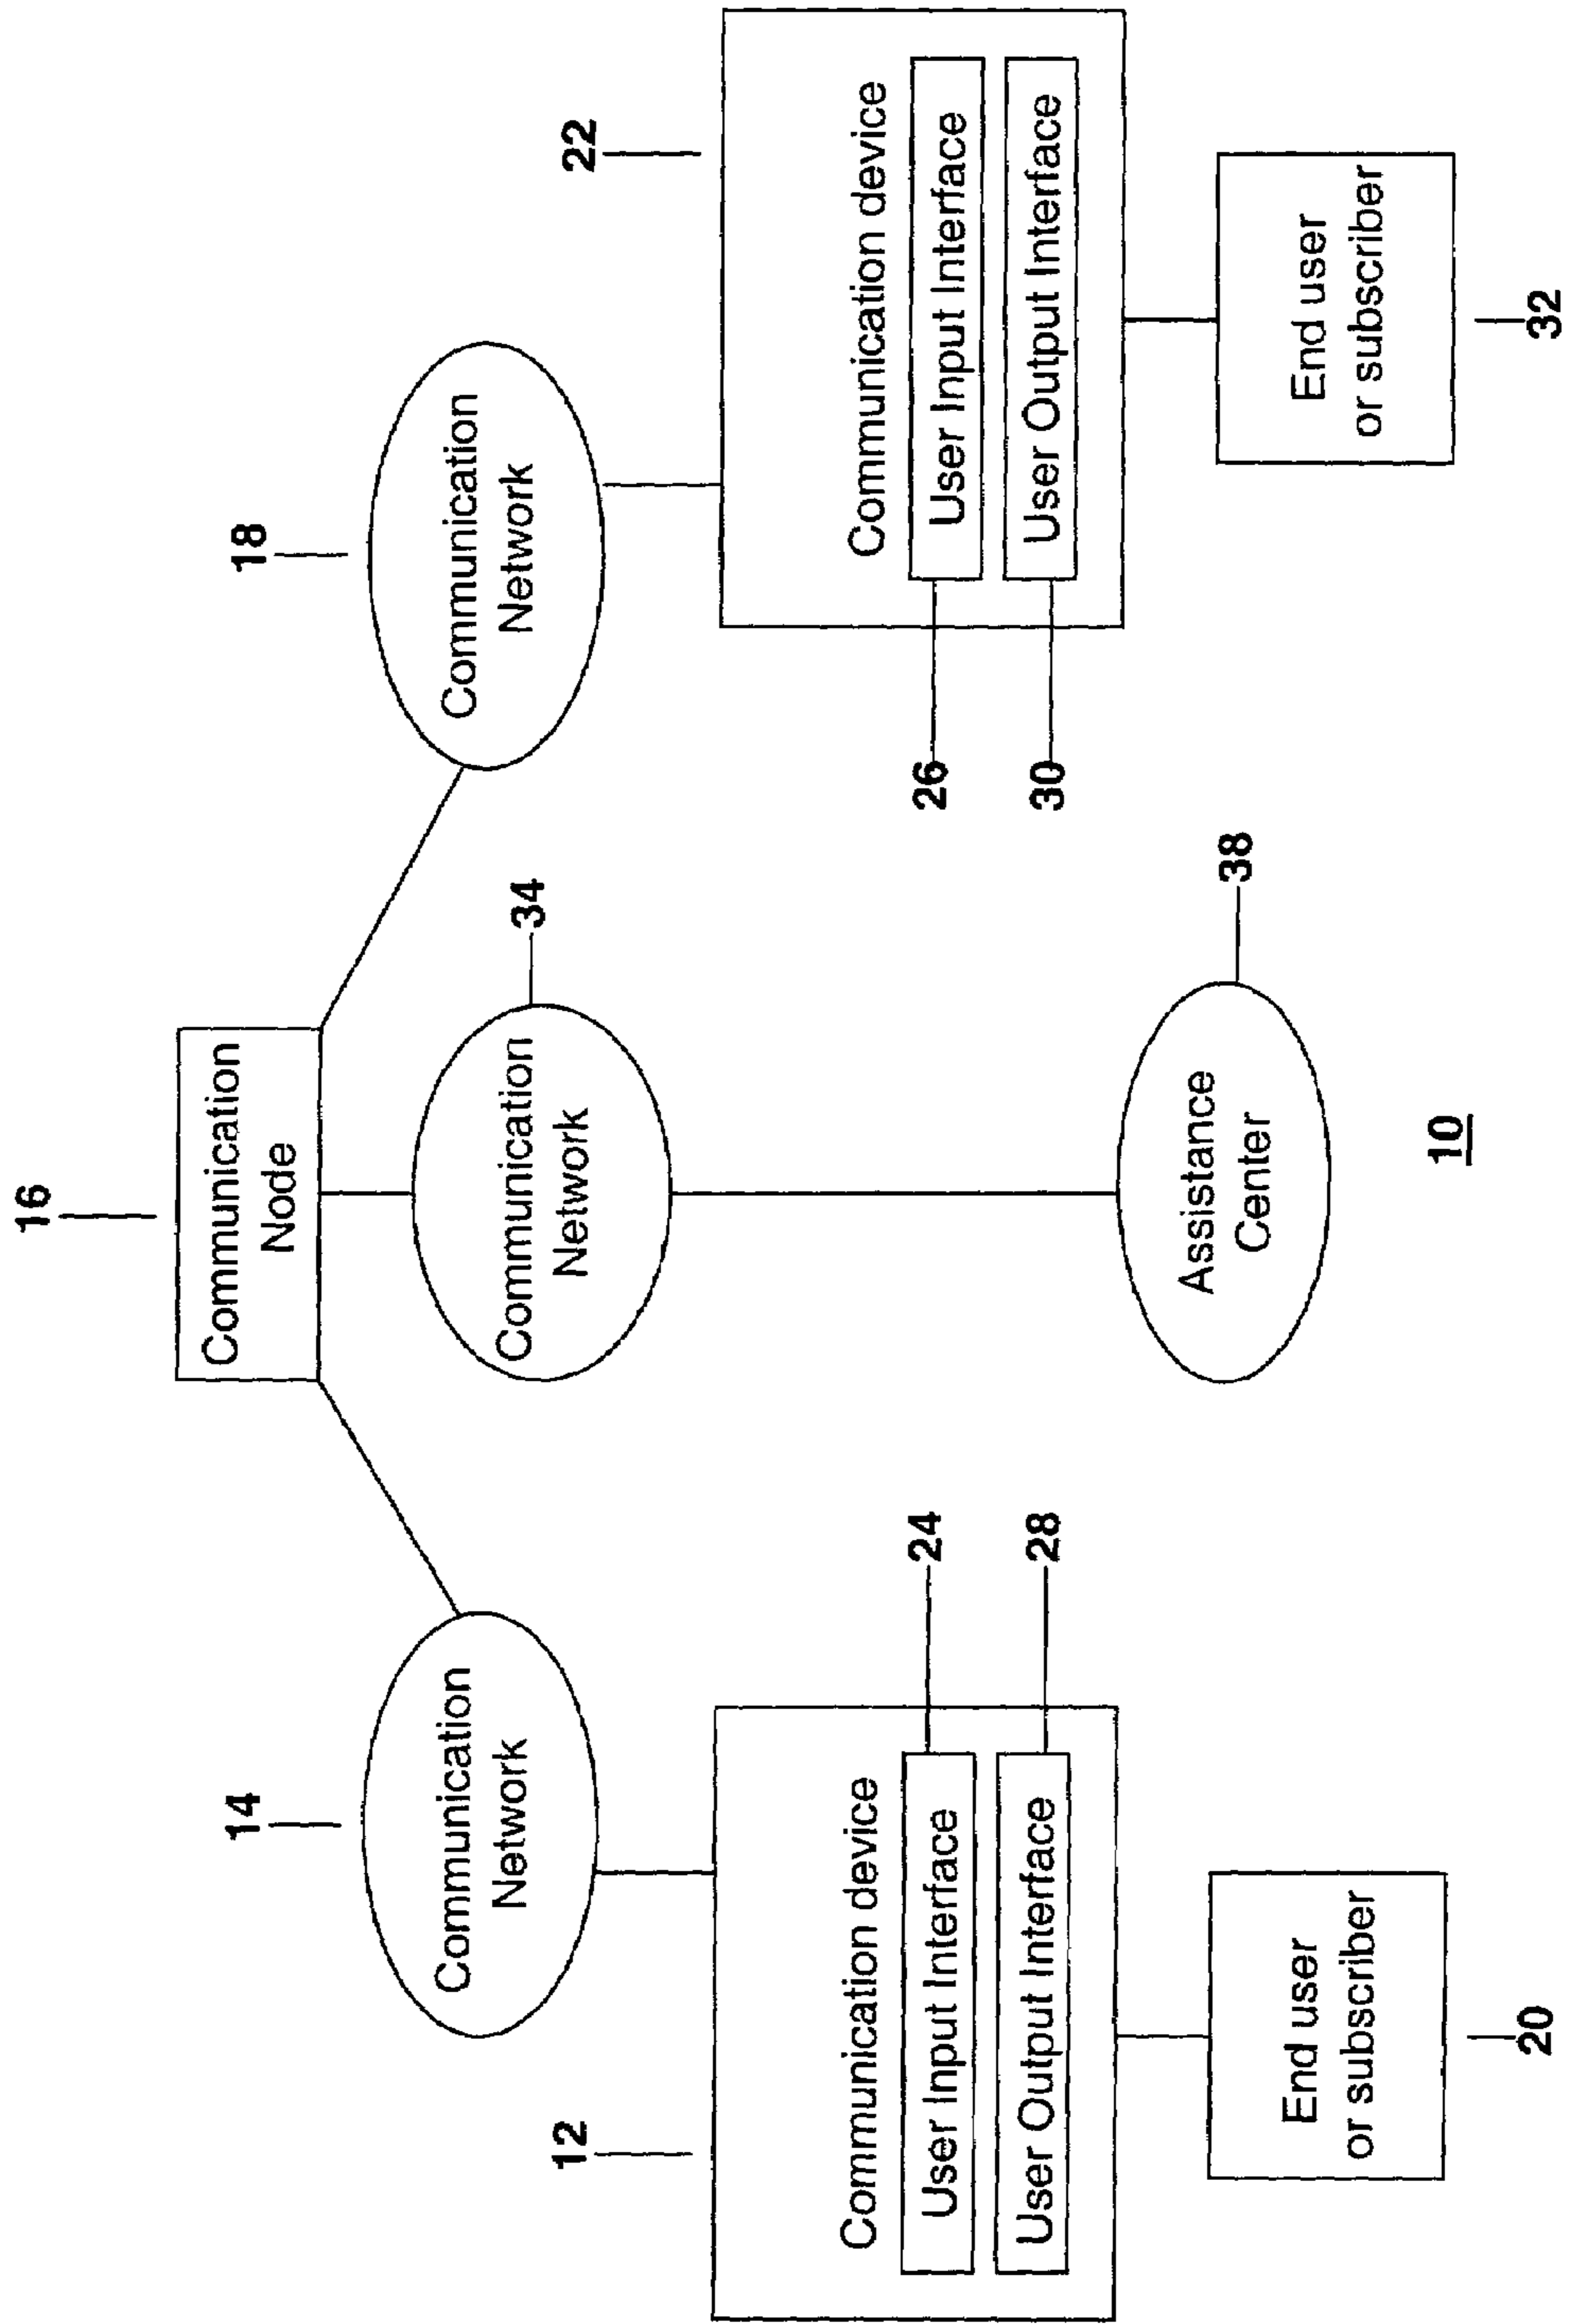 16
Communication
Node
14
Communication
Network
34
Communication
Network
18
Communication
Network
12
Communication device
User Input Interface
24
User Output Interface
28
End user
or subscriber
20
Assistance
Center
38
10
22
Communication device
User Input Interface
26
User Output Interface
30
End user
or subscriber
32